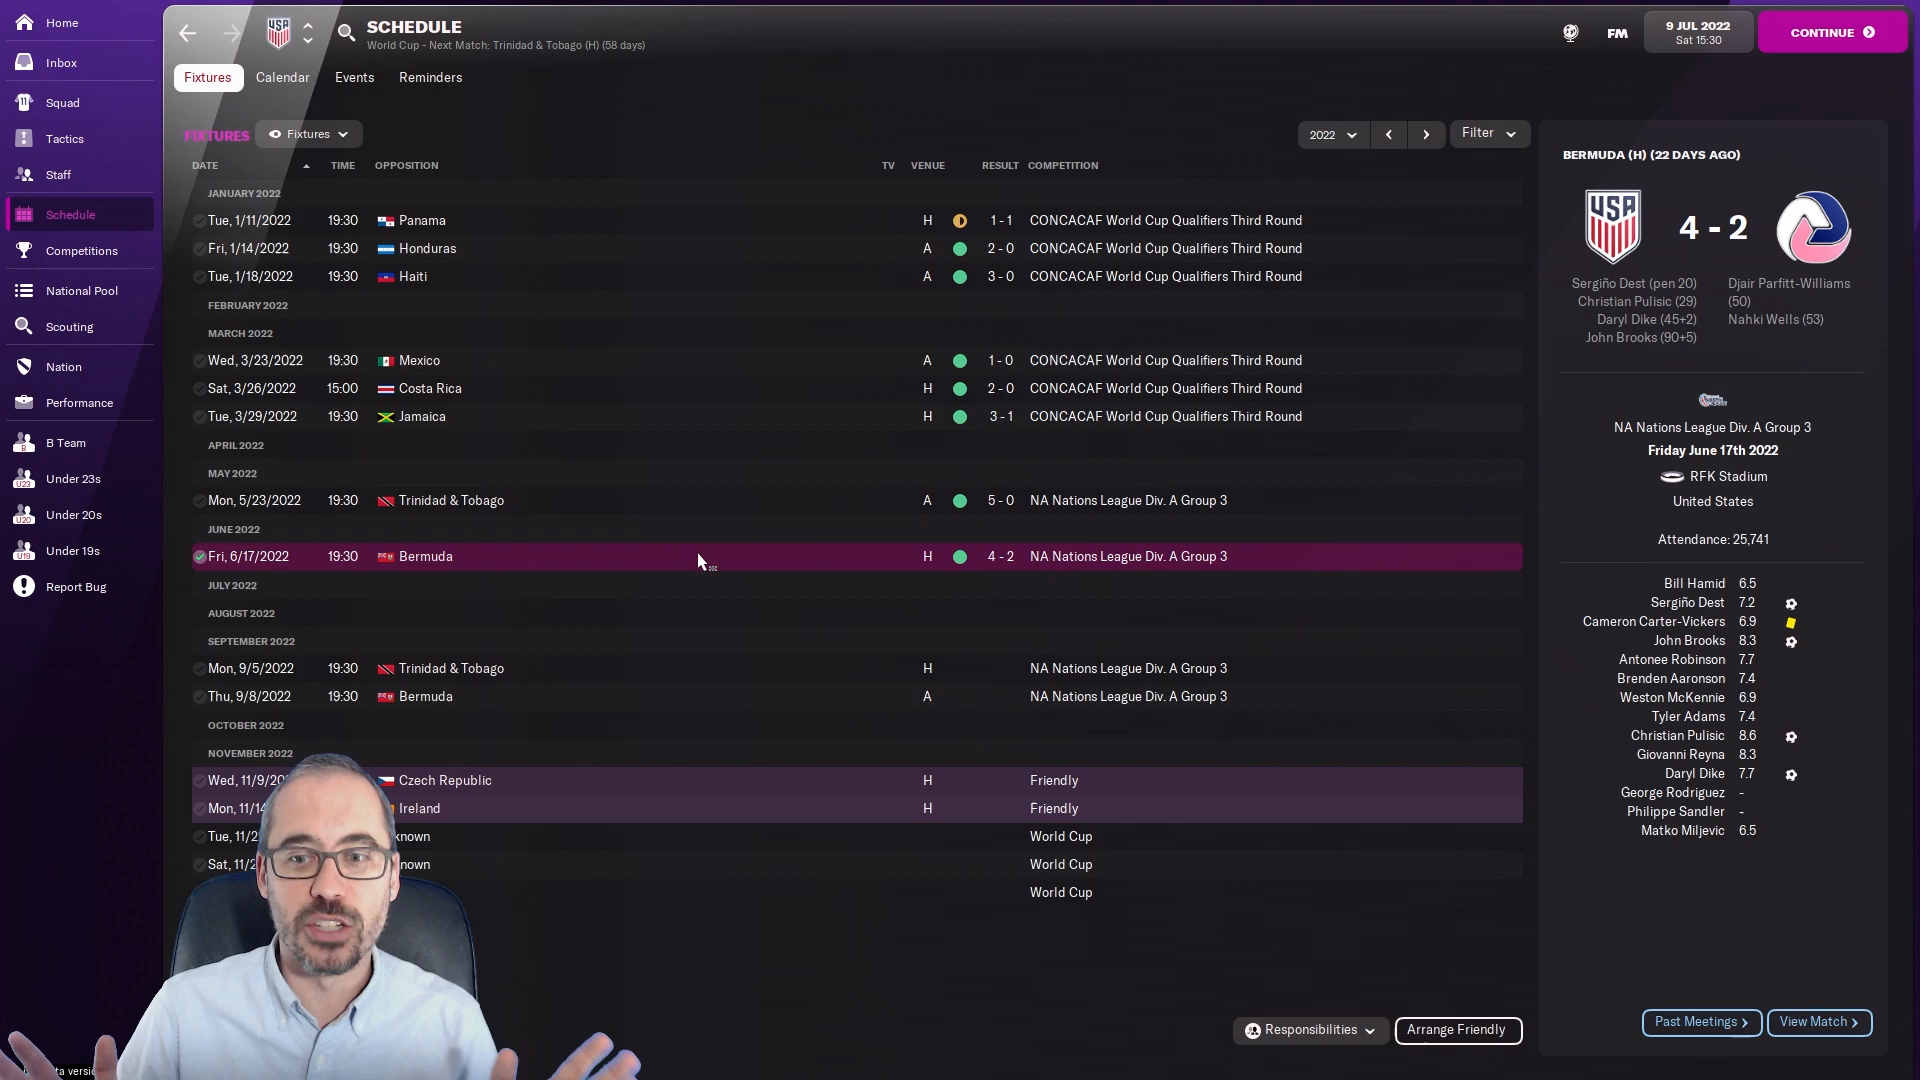 Home
Inbox
Squad
Tactics
Staff
Schedule
Competitions
National Pool
Scouting
Nation
Performance
B Team
Under 23s
Under 20s
Under 19s
Report Bug
SCHEDULE
World Cup - Next Match: Trinidad & Tobago (H) (58 days)
FM
9 JUL 2022
Sat 15:30
CONTINUE
Fixtures Calendar Events Reminders
FIXTURES Fixtures 2022 Filter
DATE TIME OPPOSITION TV VENUE RESULT COMPETITION
JANUARY 2022
Tue, 1/11/2022 19:30 Panama H 1 - 1 CONCACAF World Cup Qualifiers Third Round
Fri, 1/14/2022 19:30 Honduras A 2 - 0 CONCACAF World Cup Qualifiers Third Round
Tue, 1/18/2022 19:30 Haiti A 3 - 0 CONCACAF World Cup Qualifiers Third Round
FEBRUARY 2022
MARCH 2022
Wed, 3/23/2022 19:30 Mexico A 1 - 0 CONCACAF World Cup Qualifiers Third Round
Sat, 3/26/2022 15:00 Costa Rica H 2 - 0 CONCACAF World Cup Qualifiers Third Round
Tue, 3/29/2022 19:30 Jamaica H 3 - 1 CONCACAF World Cup Qualifiers Third Round
APRIL 2022
MAY 2022
Mon, 5/23/2022 19:30 Trinidad & Tobago A 5 - 0 NA Nations League Div. A Group 3
JUNE 2022
Fri, 6/17/2022 19:30 Bermuda H 4 - 2 NA Nations League Div. A Group 3
JULY 2022
AUGUST 2022
SEPTEMBER 2022
Mon, 9/5/2022 19:30 Trinidad & Tobago H NA Nations League Div. A Group 3
Thu, 9/8/2022 19:30 Bermuda A NA Nations League Div. A Group 3
OCTOBER 2022
NOVEMBER 2022
Wed, 11/9/20 Czech Republic H Friendly
Mon, 11/14 Ireland H Friendly
Tue, 11/2 known World Cup
Sat, 11/2 nown World Cup
World Cup
Responsibilities Arrange Friendly
BERMUDA (H) (22 DAYS AGO)
USA 4 - 2
Sergiño Dest (pen 20)
Christian Pulisic (29)
Daryl Dike (45+2)
John Brooks (90+5)
Djair Parfitt-Williams
(50)
Nahki Wells (53)
NA Nations League Div. A Group 3
Friday June 17th 2022
RFK Stadium
United States
Attendance: 25,741
Bill Hamid 6.5
Sergiño Dest 7.2
Cameron Carter-Vickers 6.9
John Brooks 8.3
Antonee Robinson 7.7
Brenden Aaronson 7.4
Weston McKennie 6.9
Tyler Adams 7.4
Christian Pulisic 8.6
Giovanni Reyna 8.3
Daryl Dike 7.7
George Rodriguez -
Philippe Sandler -
Matko Miljevic 6.5
Past Meetings View Match